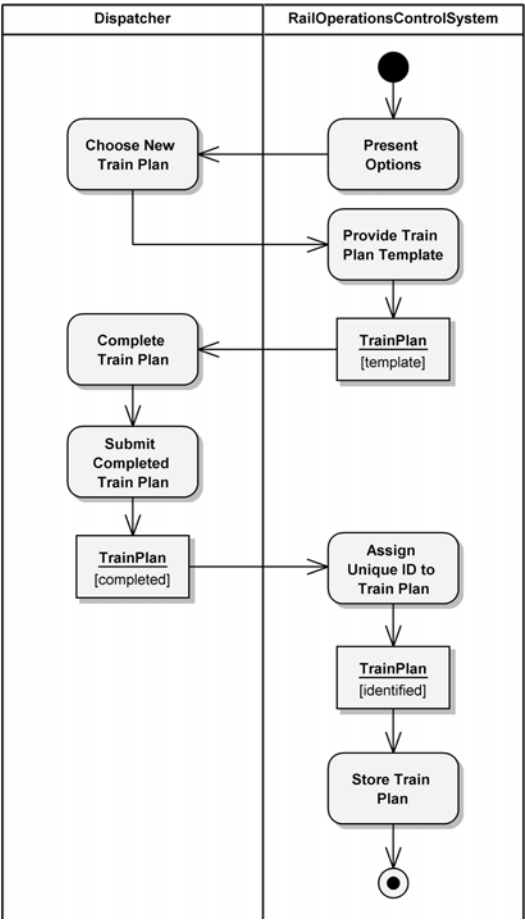 Dispatcher
RailOperationsControlSystem
Choose New
Train Plan
Present
Options
Provide Train
Plan Template
Complete
Train Plan
TrainPlan
[template]
Submit
Completed
Train Plan
TrainPlan
[completed]
Assign
Unique ID to
Train Plan
TrainPlan
[identified]
Store Train
Plan